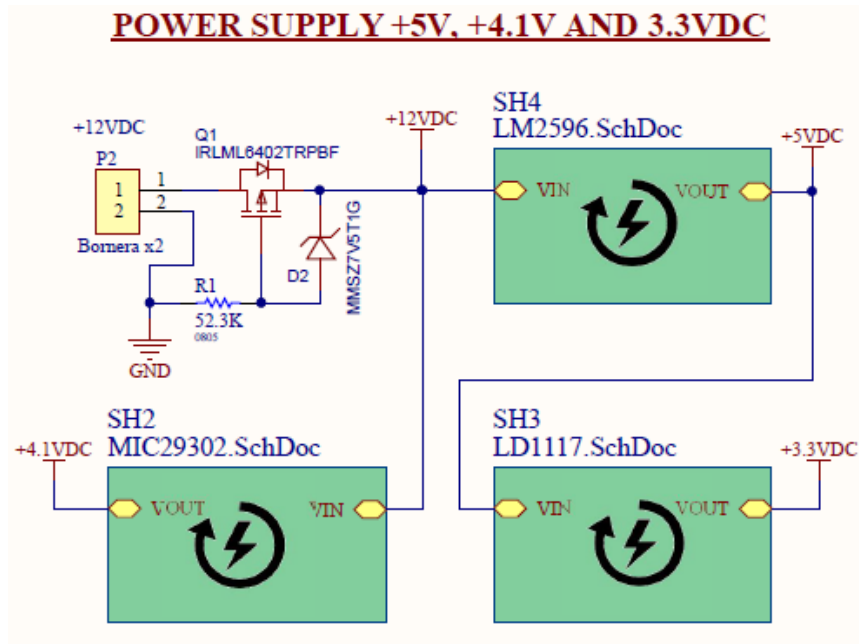 POWER SUPPLY +5V, +4.1V AND 3.3VDC
+12VDC
P2
1
2
1
2
Bornera x2
Q1
IRLML6402TRPBF
+12VDC
D2
MMSZ7V5T1G
R1
52.3K
0805
GND
SH4
LM2596.SchDoc
VIN
VOUT
+5VDC
SH2
MIC29302.SchDoc
+4.1VDC
VOUT
VIN
SH3
LD1117.SchDoc
VIN
VOUT
+3.3VDC